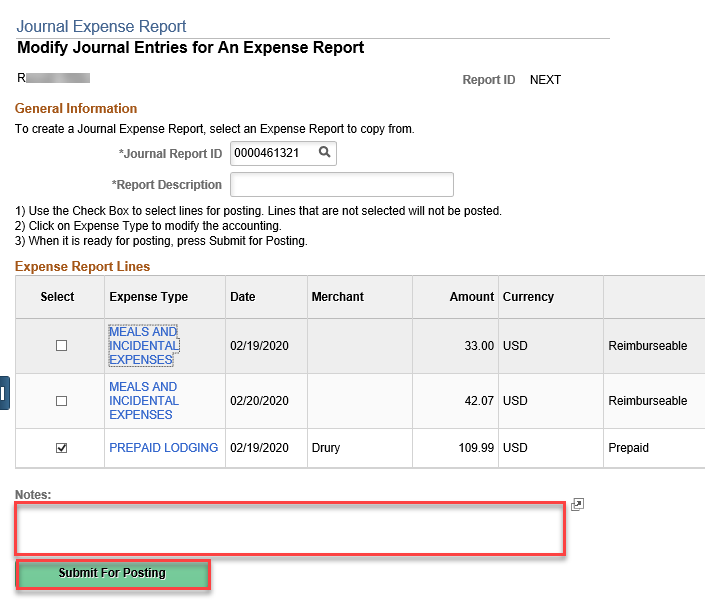 Journal Expense Report
Modify Journal Entries for An Expense Report
Report ID NEXT
General Information
To create a Journal Expense Report, select an Expense Report to copy from.
*Journal Report ID 0000461321
*Report Description
1) Use the Check Box to select lines for posting. Lines that are not selected will not be posted.
2) Click on Expense Type to modify the accounting.
3) When it is ready for posting, press Submit for Posting.
Expense Report Lines
Select Expense Type Date Merchant Amount Currency
MEALS AND
INCIDENTAL
EXPENSES
02/19/2020 33.00 USD Reimburseable
MEALS AND
INCIDENTAL
EXPENSES
02/20/2020 42.07 USD Reimburseable
PREPAID LODGING 02/19/2020 Drury 109.99 USD Prepaid
Notes:
Submit For Posting